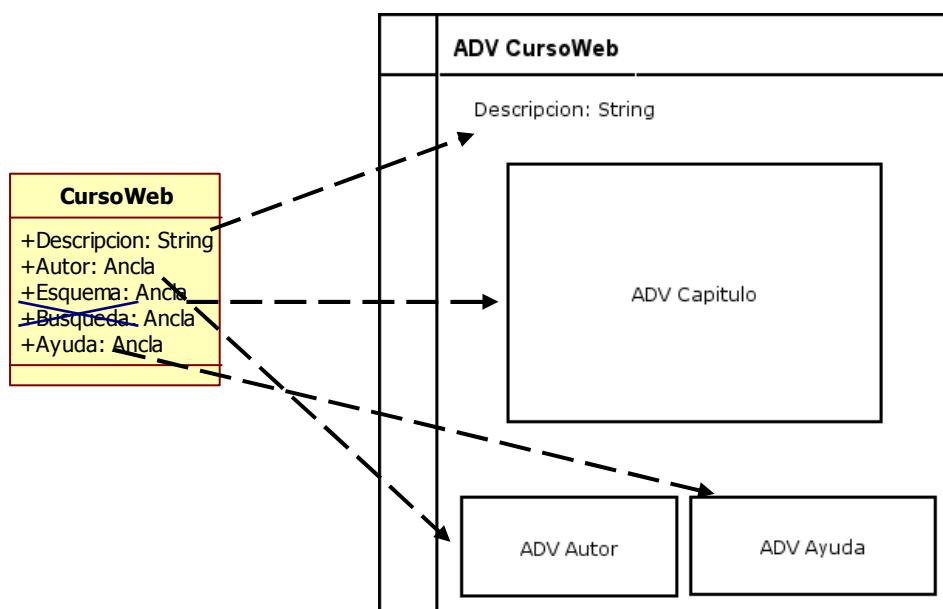 CursoWeb
+Descripcion: String
+Autor: Ancla
+Esquema: Ancla
+Busqueda: Ancla
+Ayuda: Ancla
ADV CursoWeb
Descripcion: String
ADV Capitulo
ADV Autor
ADV Ayuda